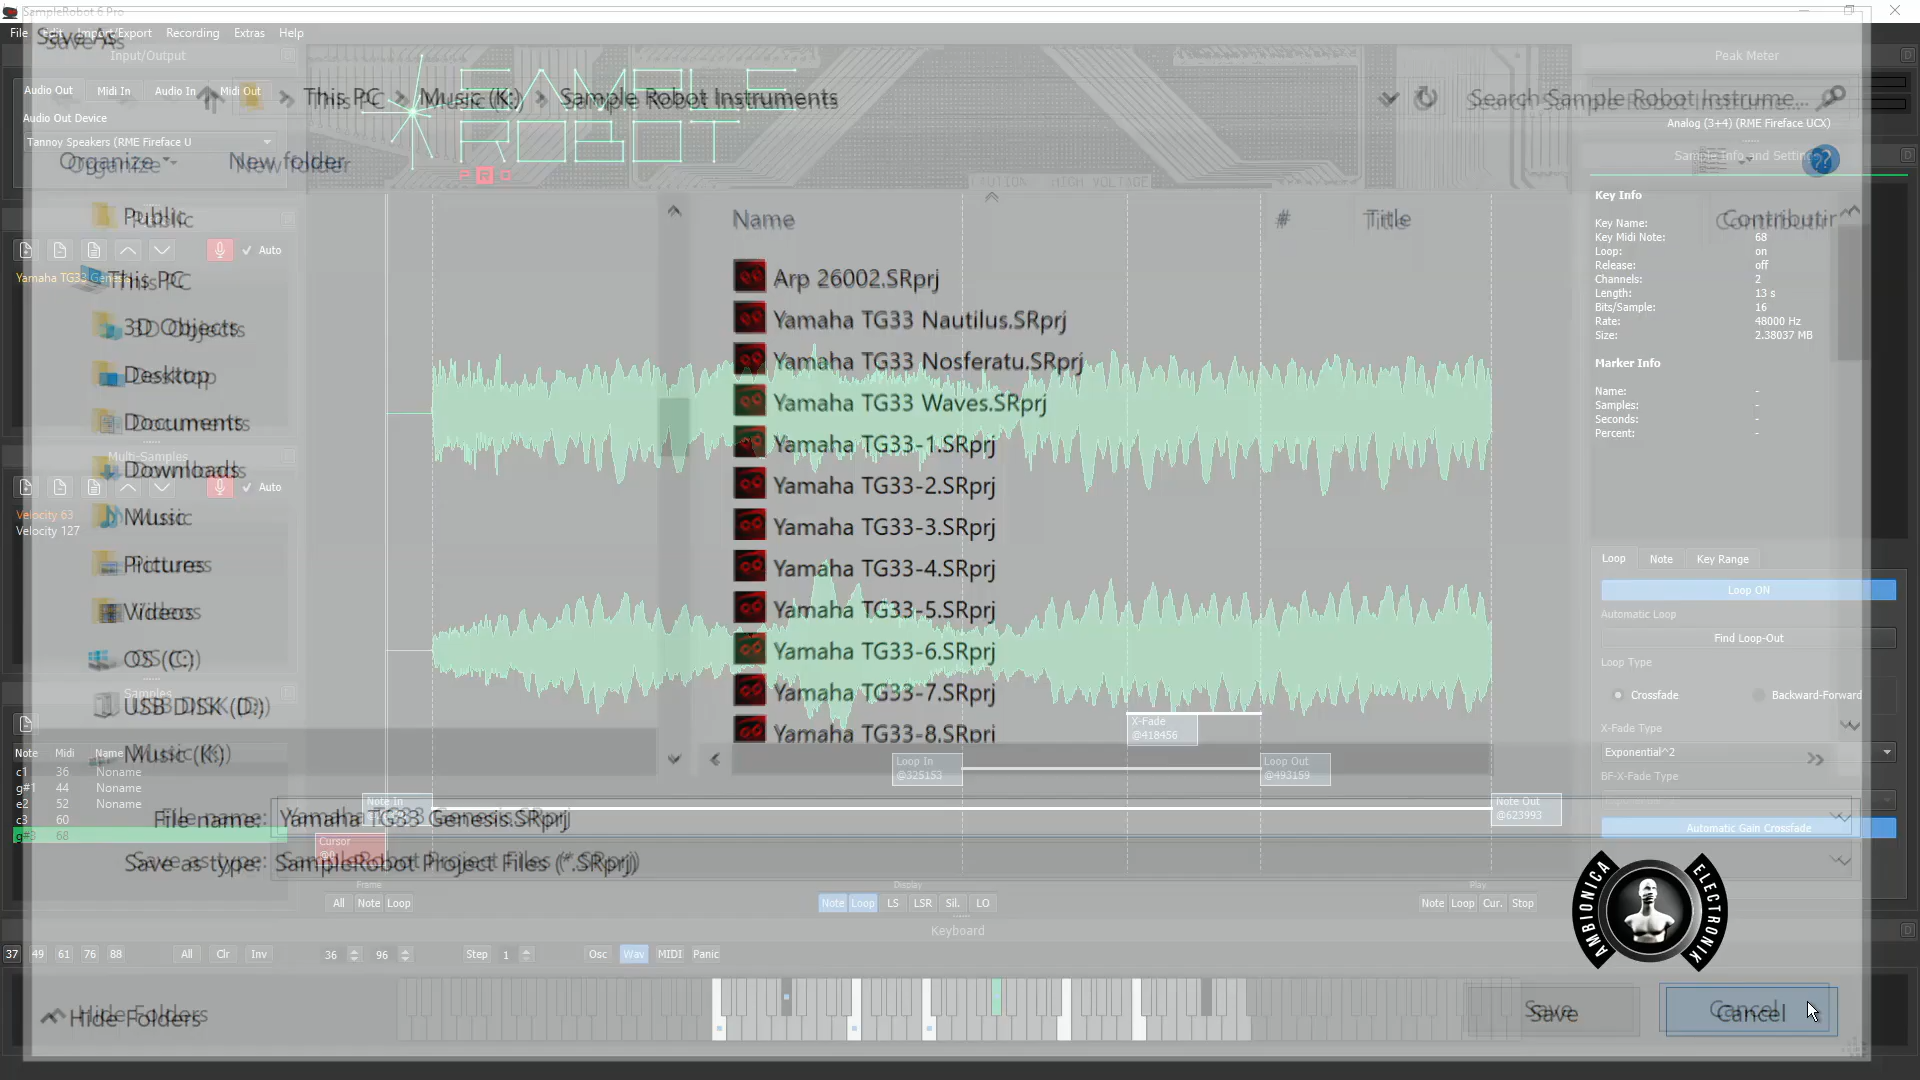 SampleRobot 6 Pro
File Edit Import/Export Recording Extras Help
Save As
Input/Output
Peak Meter
Audio Out Midi In Audio In Midi Out
This PC > Music (K:) > Sample Robot Instruments
Search Sample Robot Instrume...
SAMPLE
ROBOT
PRO
Audio Out Device
Tannoy Speakers (RME Fireface U
Analog (3+4) (RME Fireface UCX)
Organize
New folder
CAUTION HIGH VOLTAGE
Sample Info and Settings
Key Info
Key Name:
Key Midi Note: 68
Loop: on
Release: off
Channels: 2
Length: 13 s
Bits/Sample: 16
Rate: 48000 Hz
Size: 2.38037 MB
Marker Info
Name: -
Samples: -
Seconds: -
Percent: -
Name # Title
Auto
Yamaha TG33 Genesis
Public
This PC
3D Objects
Desktop
Documents
Downloads
Music
Pictures
Videos
OS (C:)
USB DISK (D:)
Music (K:)
Arp 26002.SRprj
Yamaha TG33 Nautilus.SRprj
Yamaha TG33 Nosferatu.SRprj
Yamaha TG33 Waves.SRprj
Yamaha TG33-1.SRprj
Yamaha TG33-2.SRprj
Yamaha TG33-3.SRprj
Yamaha TG33-4.SRprj
Yamaha TG33-5.SRprj
Yamaha TG33-6.SRprj
Yamaha TG33-7.SRprj
Yamaha TG33-8.SRprj
Multi-Samples
Auto
Velocity 63
Velocity 127
Samples
Note Midi Name
c1 36 Noname
g#1 44 Noname
e2 52 Noname
c3 60
g#3 68
Loop Note Key Range
Loop ON
Automatic Loop
Find Loop-Out
Loop Type
Crossfade Backward-Forward
X-Fade Type
Exponential^2
BF-X-Fade Type
Automatic Gain Crossfade
X-Fade
@418456
Loop In
@325153
Loop Out
@493159
Note In
Note Out
@623993
Cursor
@0
File name: Yamaha TG33 Genesis.SRprj
Save as type: SampleRobot Project Files (*.SRprj)
Frame
All Note Loop
Display
Note Loop LS LSR Sil. LO
Play
Note Loop Cur. Stop
Keyboard
37 49 61 76 88 All Clr Inv 36 96 Step 1 Osc Wav MIDI Panic
AMBIONICA ELECTRONIK
Hide Folders
Save
Cancel